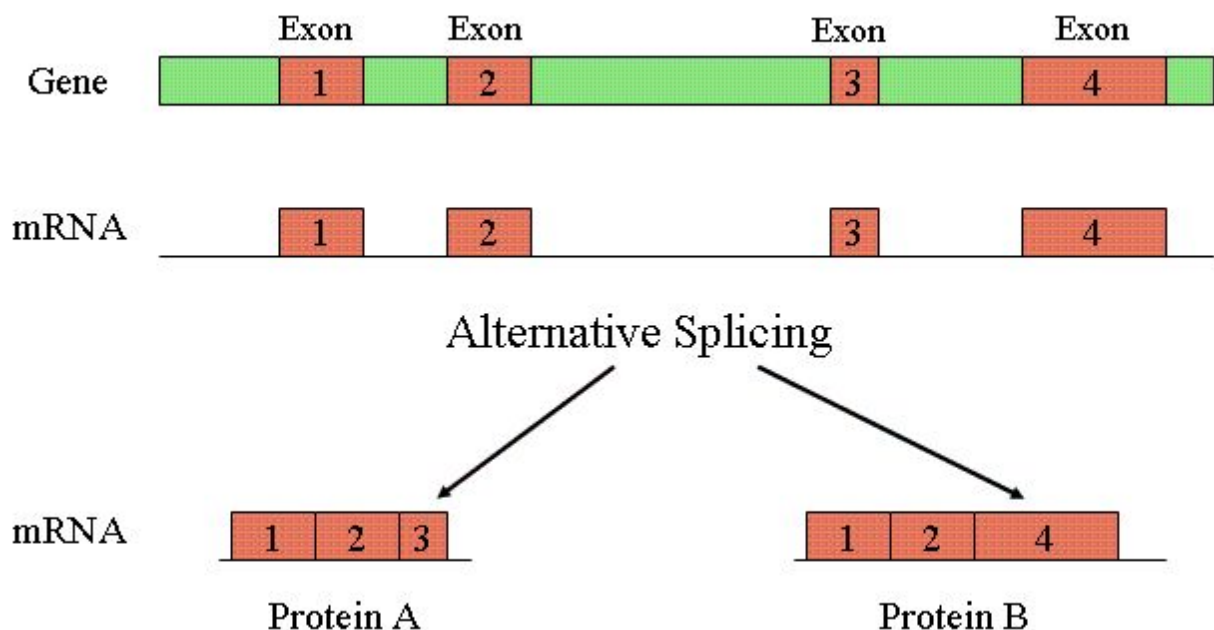 Exon Exon Exon Exon
Gene 1 2 3 4
mRNA 1 2 3 4
Alternative Splicing
mRNA 1 2 3 1 2 4
Protein A Protein B